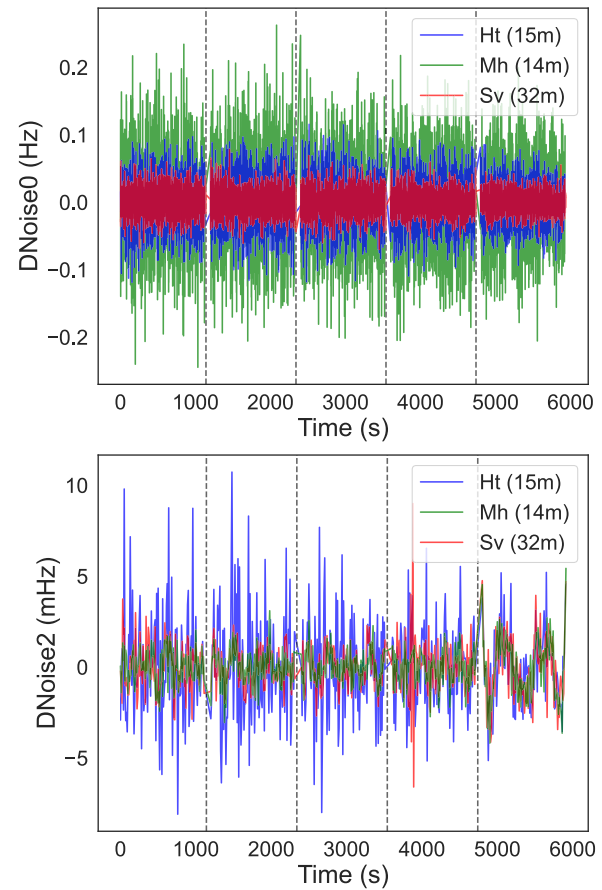 DNoise0 (Hz)
0.2
0.1
0.0
−0.1
−0.2
Ht (15m)
Mh (14m)
Sv (32m)
0 1000 2000 3000 4000 5000 6000
Time (s)
DNoise2 (mHz)
10
5
0
−5
Ht (15m)
Mh (14m)
Sv (32m)
0 1000 2000 3000 4000 5000 6000
Time (s)